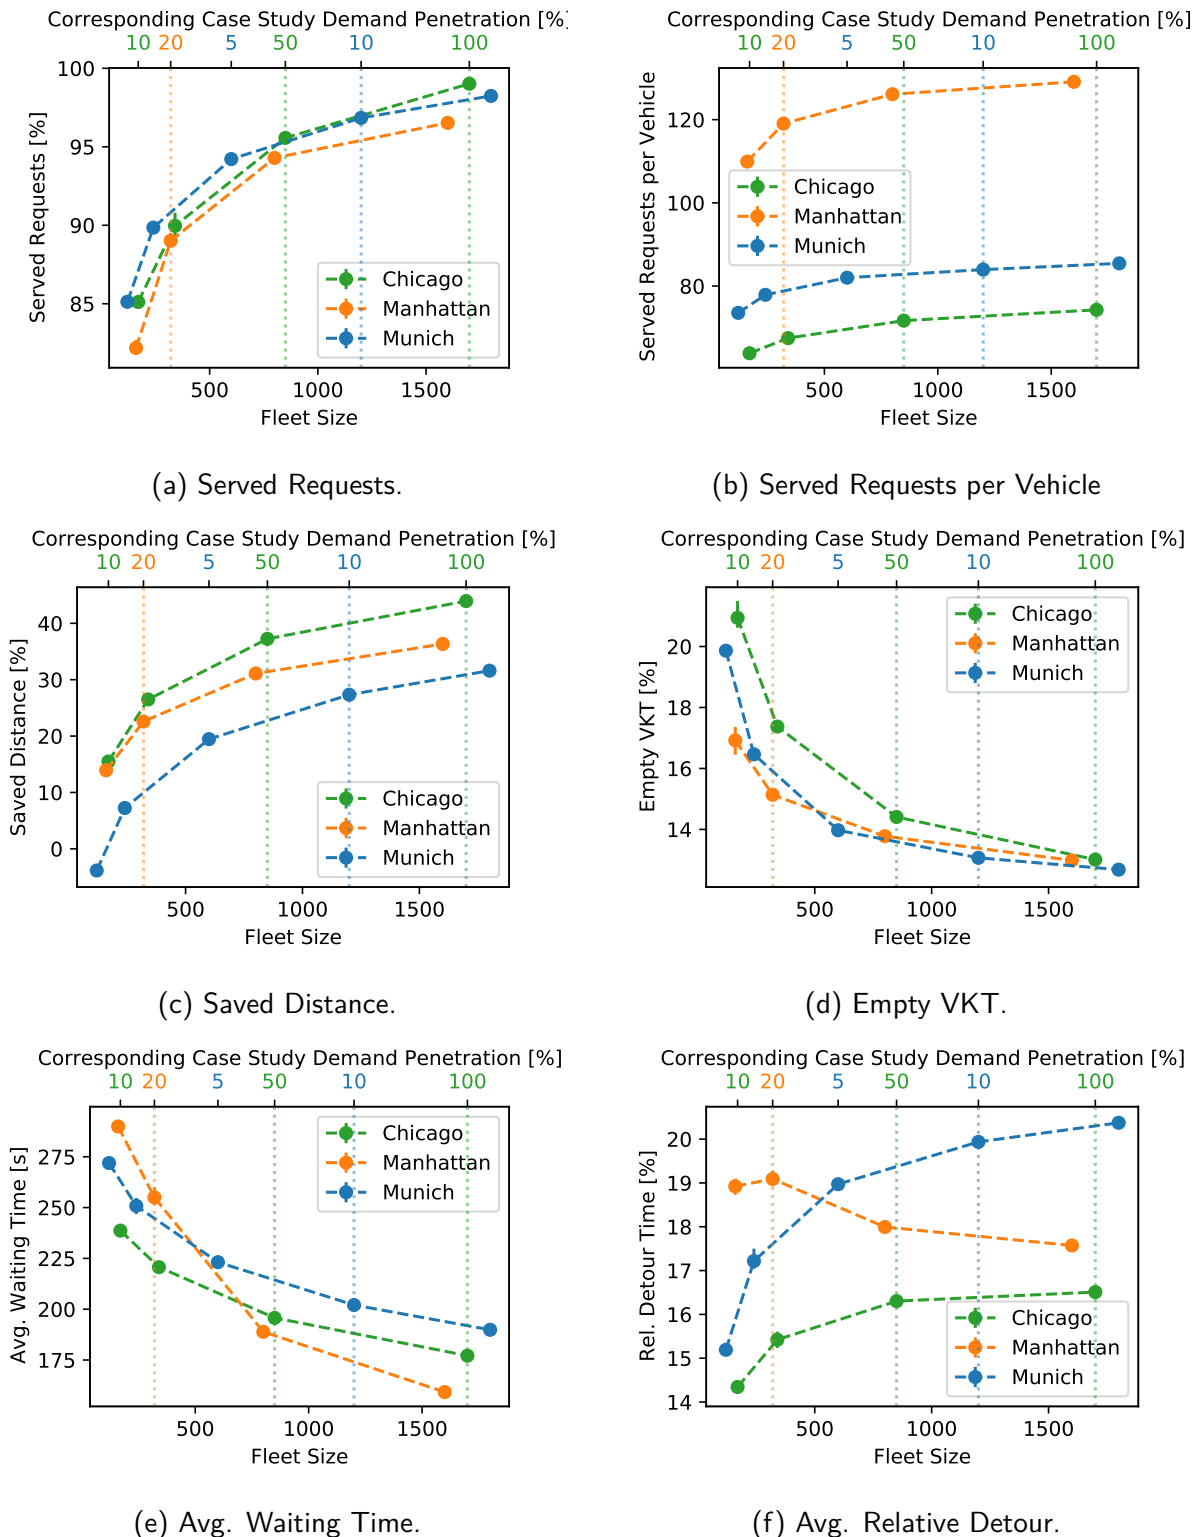 Corresponding Case Study Demand Penetration [%]
10 20 5 50 10 100
100
95
90
85
Served Requests [%]
Chicago
Manhattan
Munich
500 1000 1500
Fleet Size
(a) Served Requests.
Corresponding Case Study Demand Penetration [%]
10 20 5 50 10 100
120
100
80
Served Requests per Vehicle
Chicago
Manhattan
Munich
500 1000 1500
Fleet Size
(b) Served Requests per Vehicle
Corresponding Case Study Demand Penetration [%]
10 20 5 50 10 100
40
30
20
10
0
Saved Distance [%]
Chicago
Manhattan
Munich
500 1000 1500
Fleet Size
(c) Saved Distance.
Corresponding Case Study Demand Penetration [%]
10 20 5 50 10 100
20
18
16
14
Empty VKT [%]
Chicago
Manhattan
Munich
500 1000 1500
Fleet Size
(d) Empty VKT.
Corresponding Case Study Demand Penetration [%]
10 20 5 50 10 100
275
250
225
200
175
Avg. Waiting Time [s]
Chicago
Manhattan
Munich
500 1000 1500
Fleet Size
(e) Avg. Waiting Time.
Corresponding Case Study Demand Penetration [%]
10 20 5 50 10 100
20
19
18
17
16
15
14
Rel. Detour Time [%]
Chicago
Manhattan
Munich
500 1000 1500
Fleet Size
(f) Avg. Relative Detour.